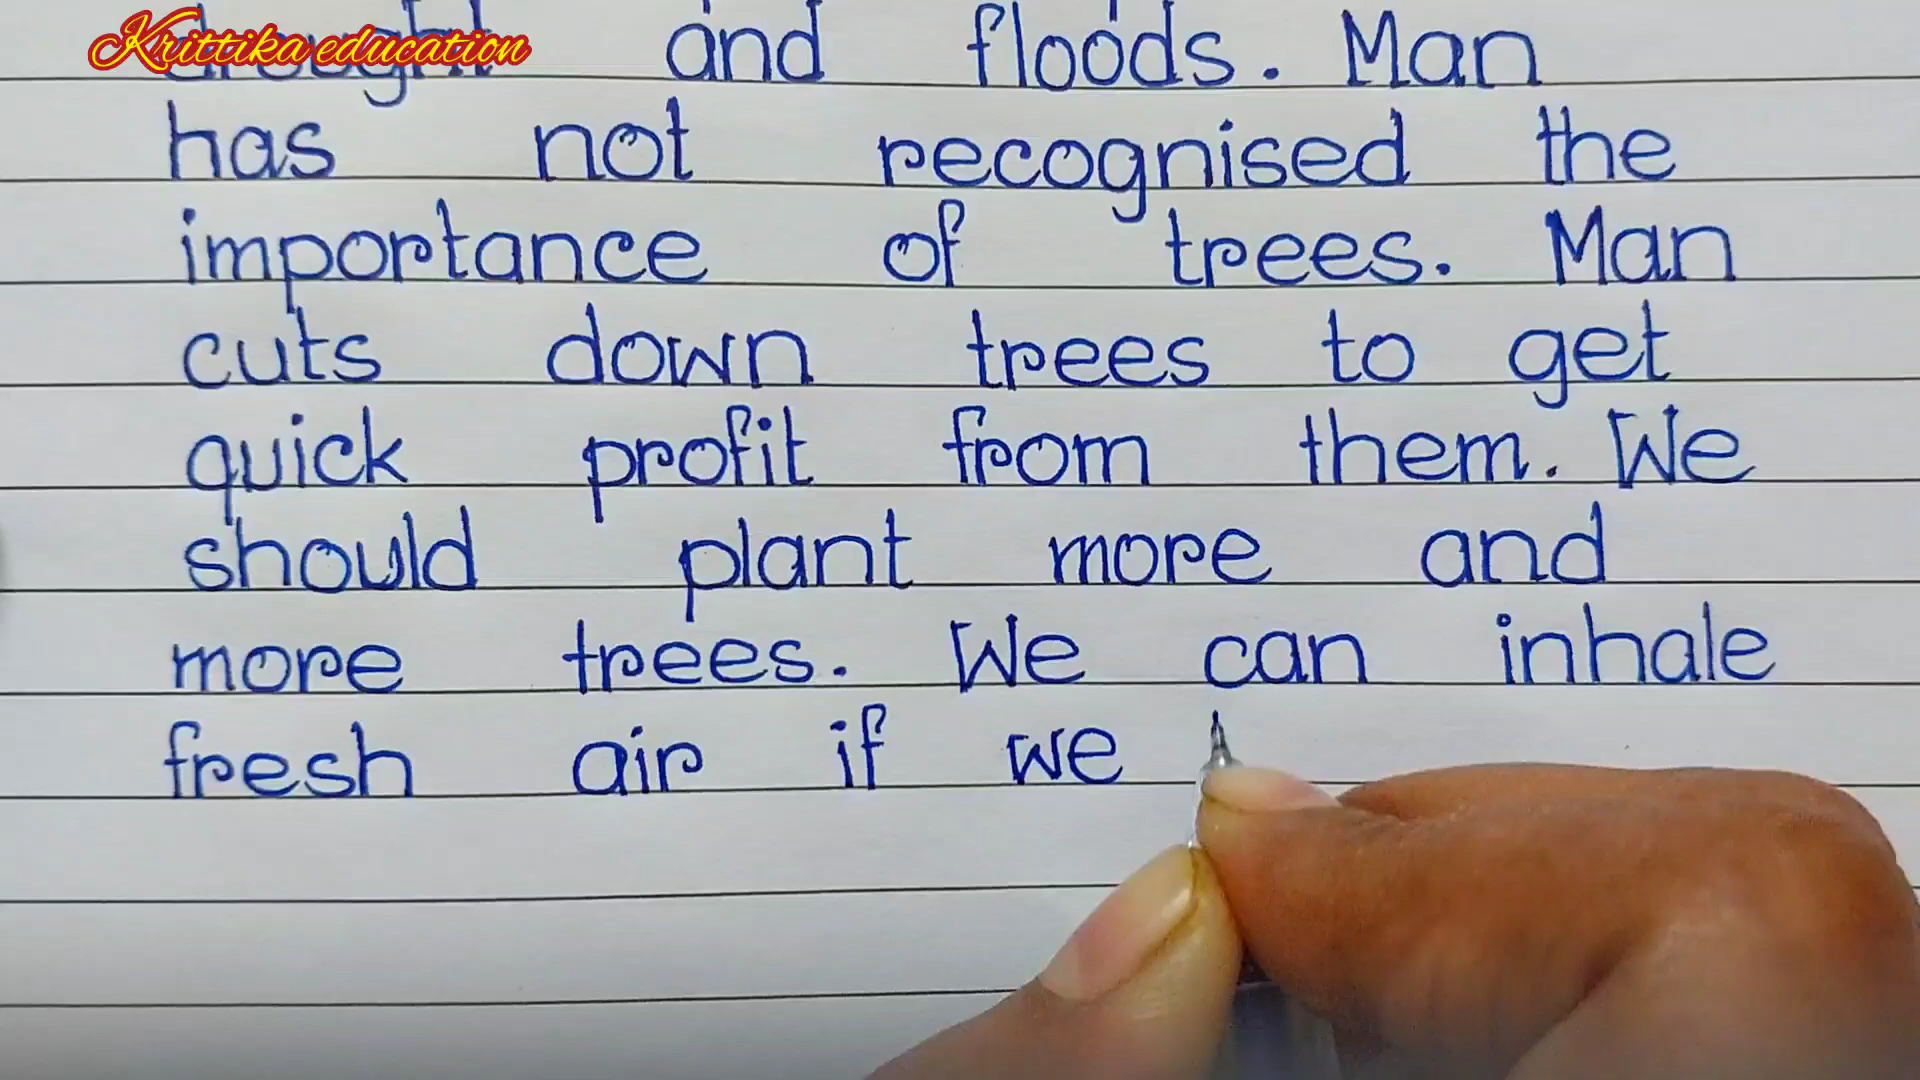 Krittika education
drought and floods. Man
has not recognised the
importance of trees. Man
cuts down trees to get
quick profit from them. We
should plant more and
more trees. We can inhale
fresh air if we